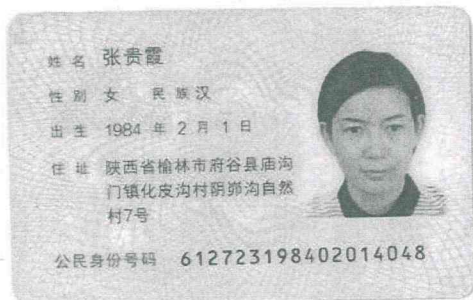 姓名 张贵霞
性别 女 民族 汉
出生 1984 年 2 月 1 日
住址 陕西省榆林市府谷县庙沟
门镇化皮沟村阴峁沟自然
村7号
公民身份号码 612723198402014048